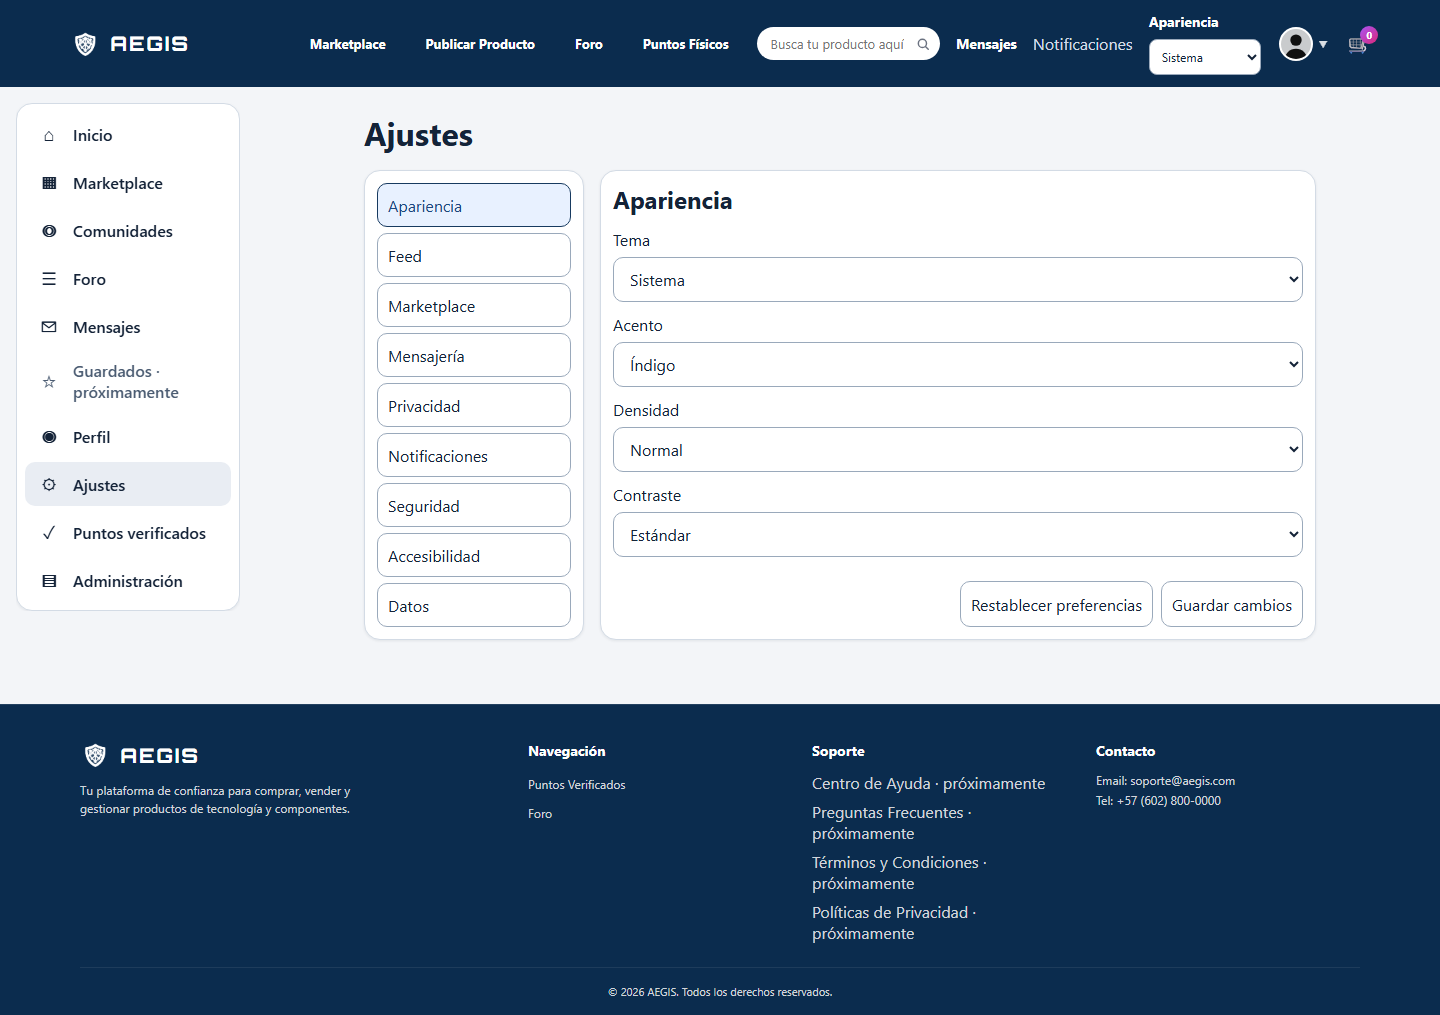 AEGIS
Marketplace
Publicar Producto
Foro
Puntos Físicos
Busca tu producto aquí
Mensajes
Notificaciones
Apariencia
Sistema
0
Inicio
Marketplace
Comunidades
Foro
Mensajes
Guardados ·
próximamente
Perfil
Ajustes
Puntos verificados
Administración
Ajustes
Apariencia
Feed
Marketplace
Mensajería
Privacidad
Notificaciones
Seguridad
Accesibilidad
Datos
Apariencia
Tema
Sistema
Acento
Índigo
Densidad
Normal
Contraste
Estándar
Restablecer preferencias
Guardar cambios
AEGIS
Tu plataforma de confianza para comprar, vender y
gestionar productos de tecnología y componentes.
Navegación
Puntos Verificados
Foro
Soporte
Centro de Ayuda · próximamente
Preguntas Frecuentes ·
próximamente
Términos y Condiciones ·
próximamente
Políticas de Privacidad ·
próximamente
Contacto
Email: soporte@aegis.com
Tel: +57 (602) 800-0000
© 2026 AEGIS. Todos los derechos reservados.